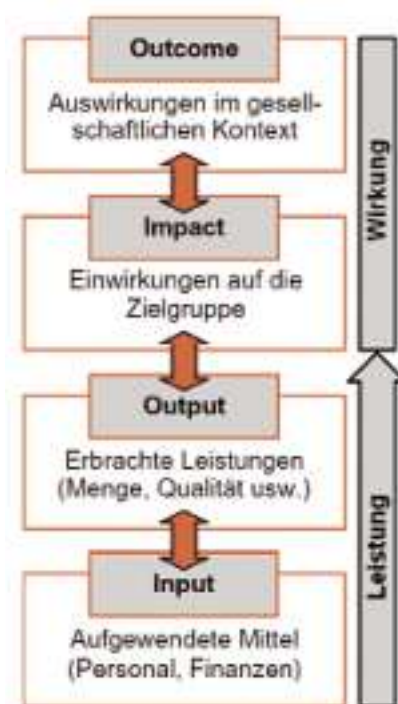 Outcome
Auswirkungen im gesell-
schaftlichen Kontext
Impact
Einwirkungen auf die
Zielgruppe
Output
Erbrachte Leistungen
(Menge, Qualität usw.)
Input
Aufgewendete Mittel
(Personal, Finanzen)
Wirkung
Leistung